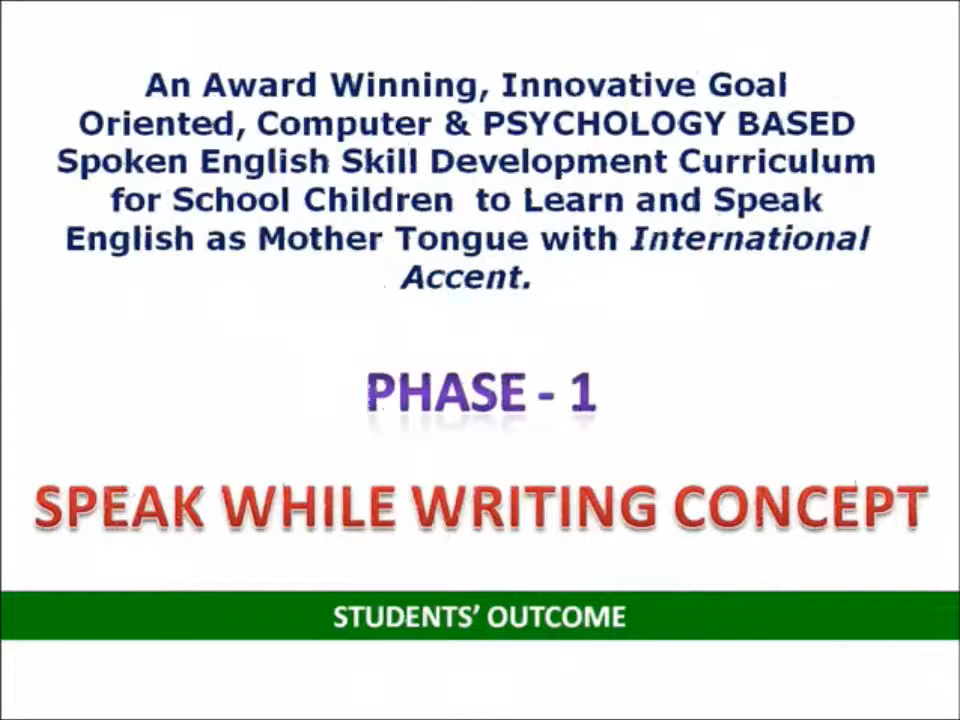 An Award Winning, Innovative Goal
Oriented, Computer & PSYCHOLOGY BASED
Spoken English Skill Development Curriculum
for School Children to Learn and Speak
English as Mother Tongue with International
Accent.
PHASE - 1
SPEAK WHILE WRITING CONCEPT
STUDENTS’ OUTCOME